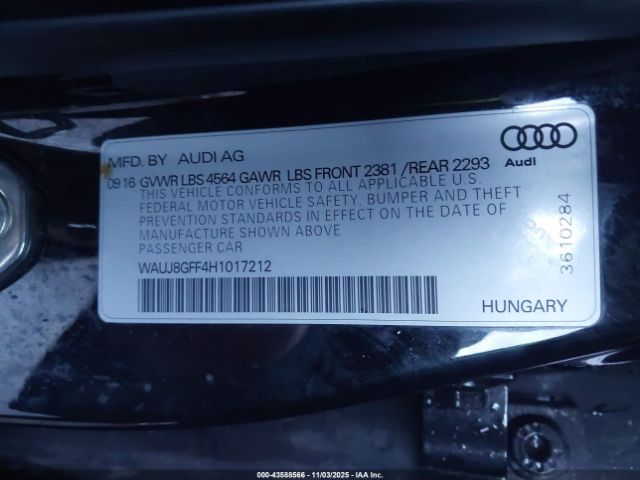 MFD. BY AUDI AG
09 16 GVWR LBS 4564 GAWR LBS FRONT 2381 /REAR 2293
THIS VEHICLE CONFORMS TO ALL APPLICABLE U.S.
FEDERAL MOTOR VEHICLE SAFETY, BUMPER AND THEFT
PREVENTION STANDARDS IN EFFECT ON THE DATE OF
MANUFACTURE SHOWN ABOVE
PASSENGER CAR
WAUJ8GFF4H1017212
Audi
3610284
HUNGARY
000-43588566 - 11/03/2025 - IAA Inc.